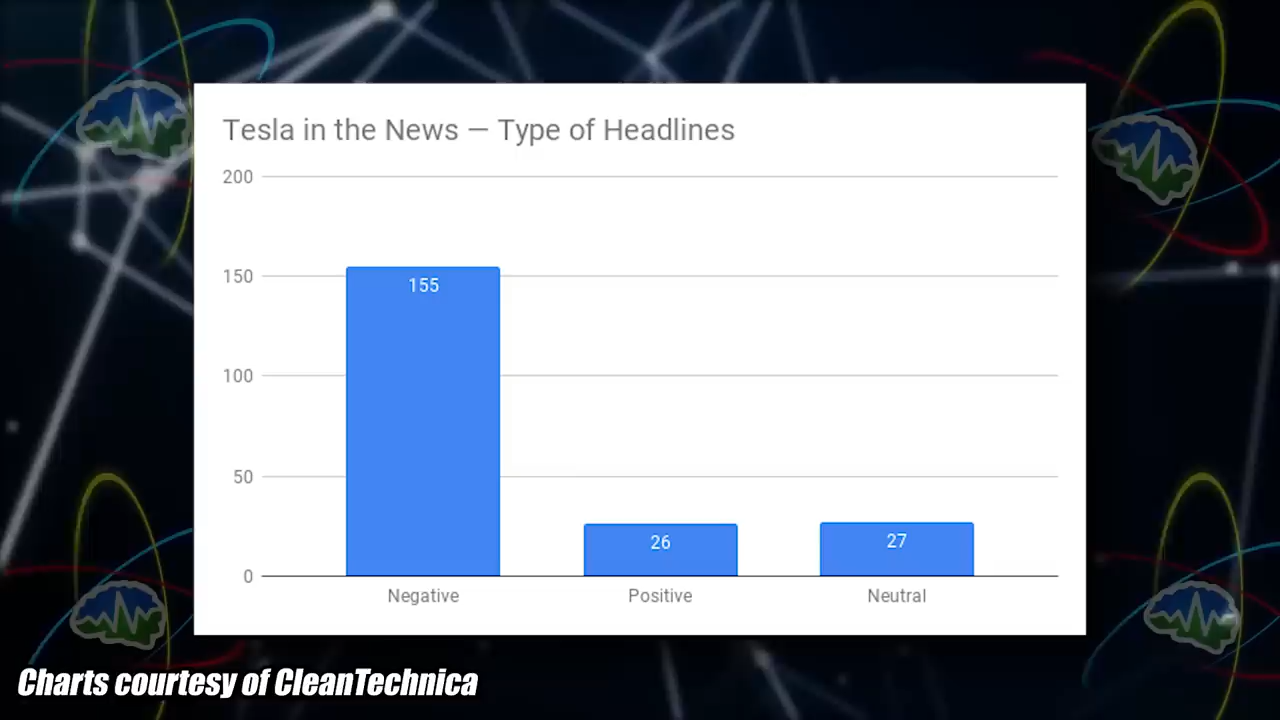 Tesla in the News — Type of Headlines
200
150
100
50
0
155
26
27
Negative
Positive
Neutral
Charts courtesy of CleanTechnica